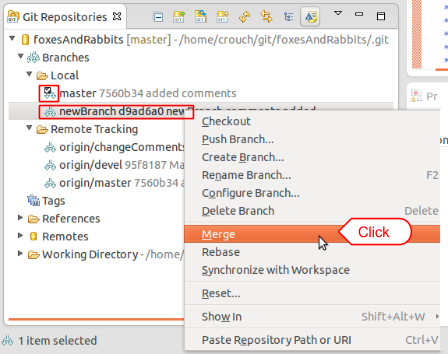 Git Repositories
foxesAndRabbits [master] - /home/crouch/git/foxesAndRabbits/.git
Branches
Local
master 7560b34 added comments
newBranch d9ad6a0 newBranch comments added
Remote Tracking
origin/changeComments
origin/devel 95f8187 Ma
origin/master 7560b34
Tags
References
Remotes
Working Directory - /home/
1 item selected
Checkout
Push Branch...
Create Branch...
Rename Branch... F2
Configure Branch...
Delete Branch Delete
Merge
Click
Rebase
Synchronize with Workspace
Reset...
Show In Shift+Alt+W
Paste Repository Path or URI Ctrl+V
Pr